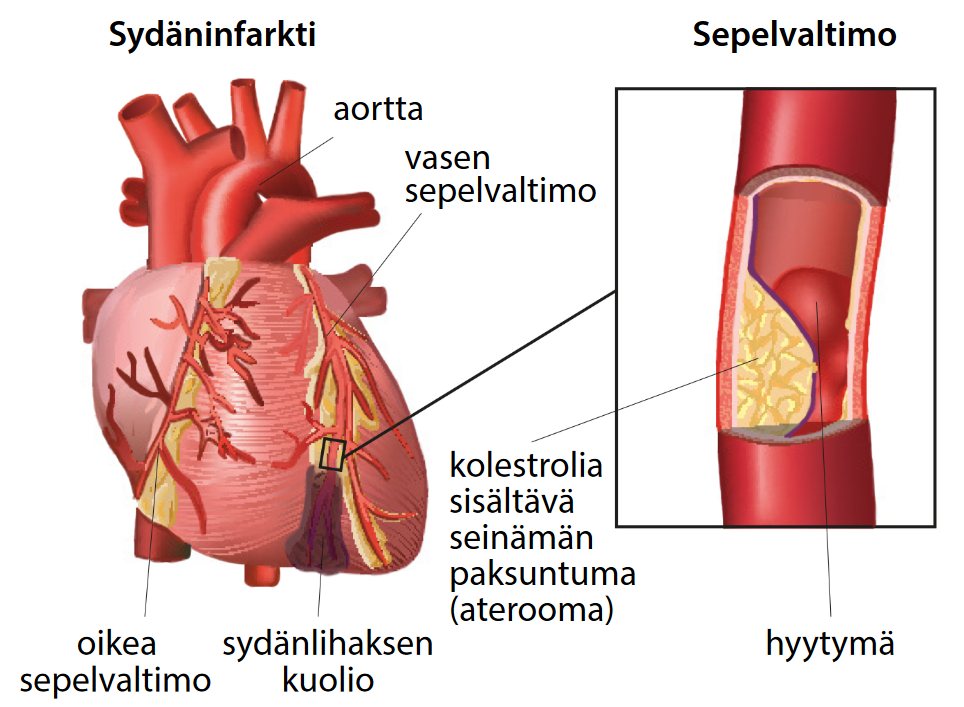 Sydäninfarkti
Sepelvaltimo
aortta
vasen
sepelvaltimo
kolestrolia
sisältävä
seinämän
paksuntuma
(aterooma)
oikea
sepelvaltimo
sydänlihaksen
kuolio
hyytymä